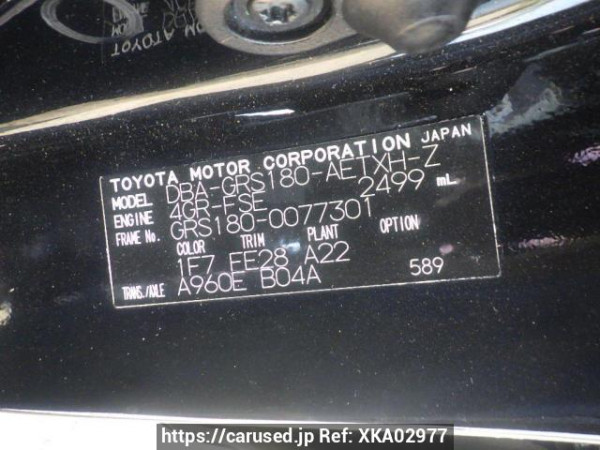 TOYOTA MOTOR CORPORATION JAPAN
MODEL DBA-GRS180-AETXH-Z
ENGINE 4GR-FSE 2499 mL
FRAME No. GRS180-0077301
COLOR TRIM PLANT OPTION
1F7 EE28 A22
TRANS./AXLE A960E B04A 589
https://carused.jp Ref: XKA02977